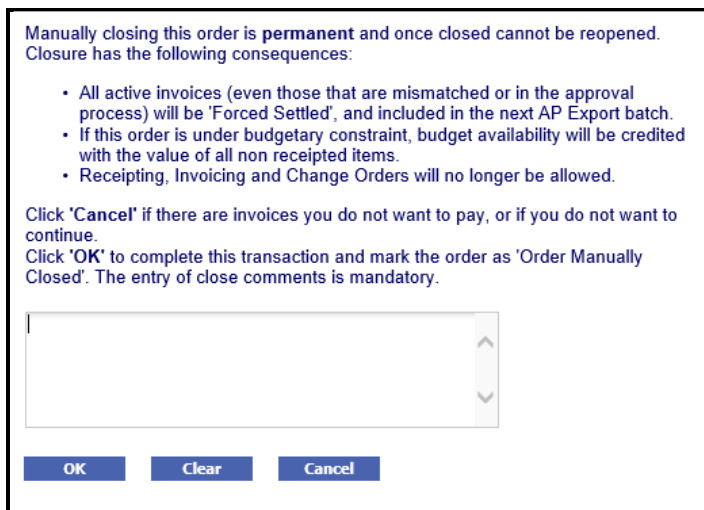 Manually closing this order is permanent and once closed cannot be reopened.
Closure has the following consequences:
• All active invoices (even those that are mismatched or in the approval
process) will be 'Forced Settled', and included in the next AP Export batch.
• If this order is under budgetary constraint, budget availability will be credited
with the value of all non receipted items.
• Receipting, Invoicing and Change Orders will no longer be allowed.
Click 'Cancel' if there are invoices you do not want to pay, or if you do not want to
continue.
Click 'OK' to complete this transaction and mark the order as 'Order Manually
Closed'. The entry of close comments is mandatory.
OK Clear Cancel